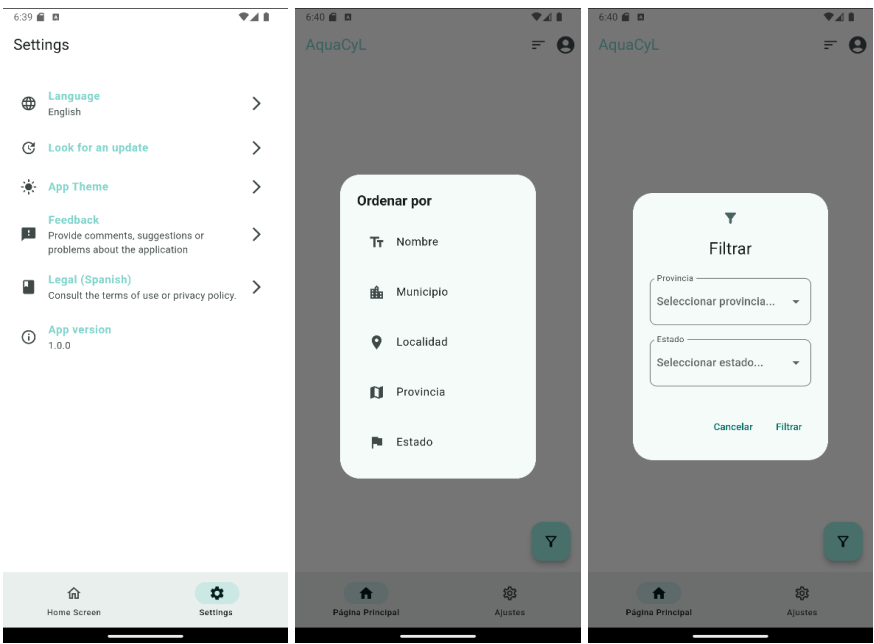 6:39
Settings
Language
English
Look for an update
App Theme
Feedback
Provide comments, suggestions or
problems about the application
Legal (Spanish)
Consult the terms of use or privacy policy.
App version
1.0.0
Home Screen
Settings
6:40
AquaCyL
Ordenar por
Nombre
Municipio
Localidad
Provincia
Estado
Página Principal
Ajustes
6:40
AquaCyL
Filtrar
Provincia
Seleccionar provincia...
Estado
Seleccionar estado...
Cancelar
Filtrar
Página Principal
Ajustes